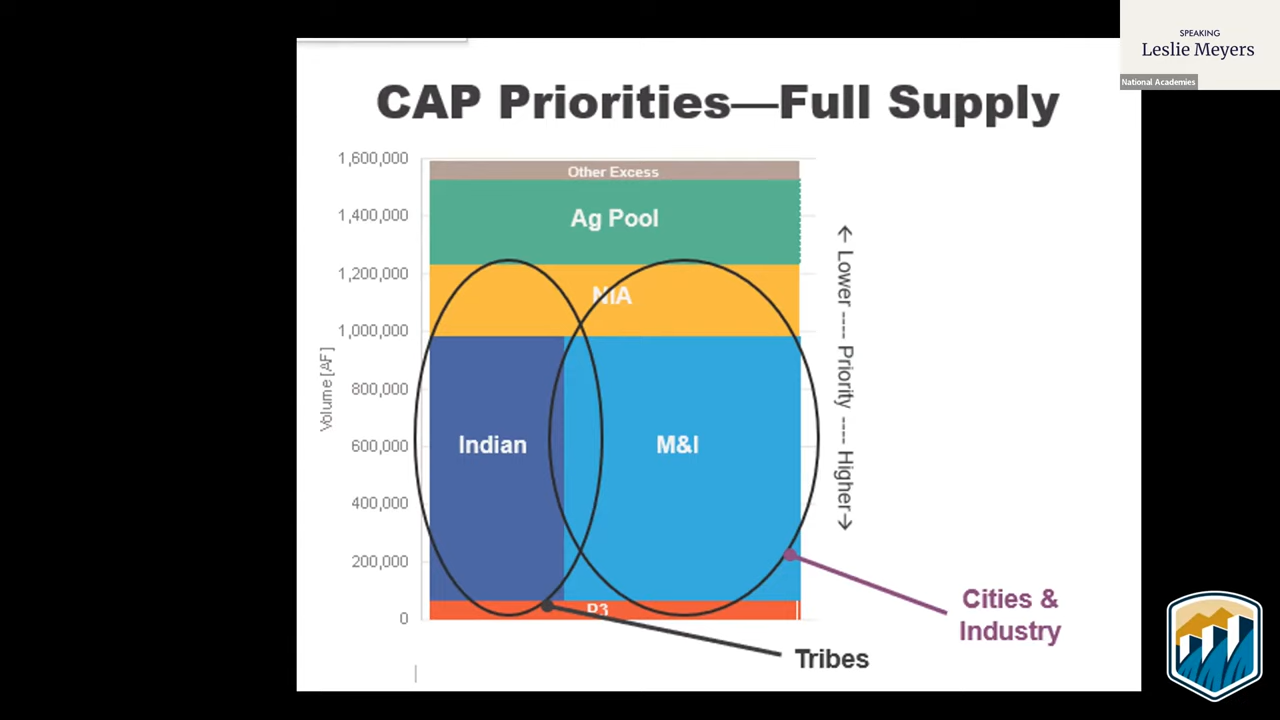 SPEAKING
Leslie Meyers
National Academies
CAP Priorities—Full Supply
1,600,000
1,400,000
1,200,000
1,000,000
800,000
600,000
400,000
200,000
0
Volume [AF]
Other Excess
Ag Pool
NIA
Indian
M&I
P3
← Lower ---- Priority ---- Higher→
Cities &
Industry
Tribes